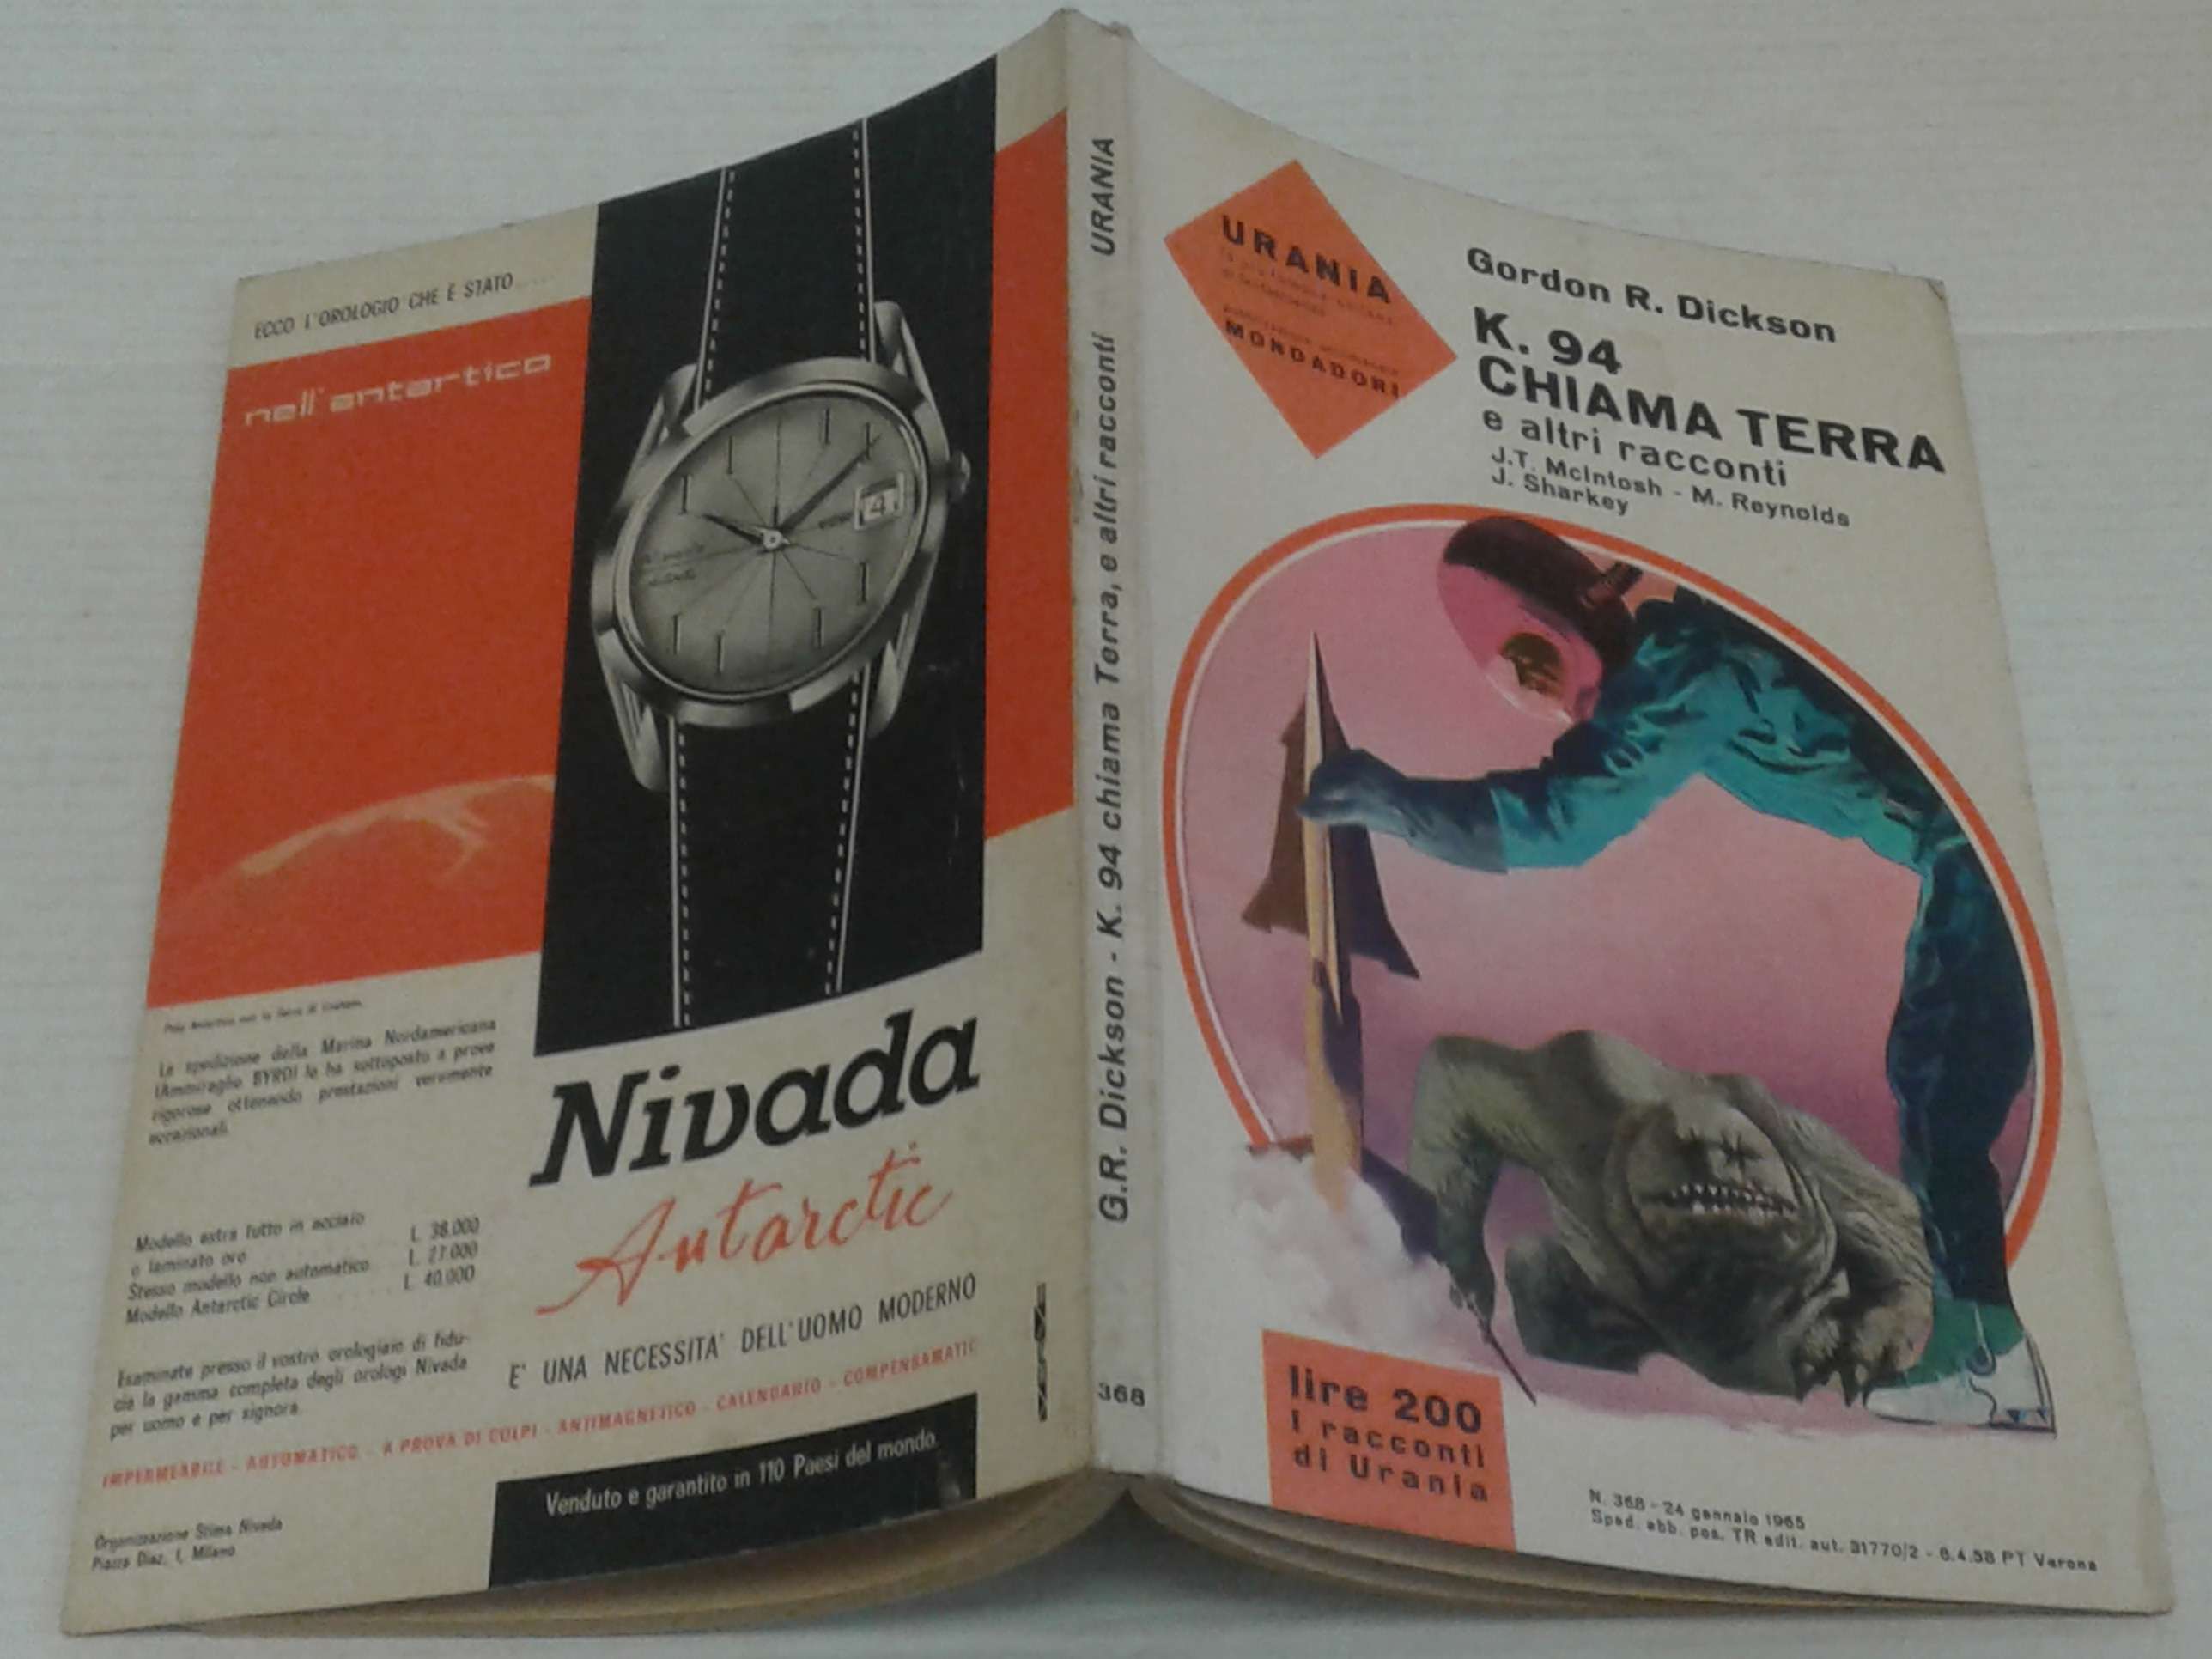 ECCO L'OROLOGIO CHE È STATO.....
nell'antartico
La spedizione della Marina Nordamericana
(Ammiraglio BYRD) lo ha sottoposto a prove
rigorose ottenendo prestazioni veramente
eccezionali.
Modello extra tutto in acciaio
o laminato oro L. 38.000
Stesso modello non automatico L. 27.000
Modello Antarctic Circle L. 40.000
Esaminate presso il vostro orologiaio di fidu-
cia la gamma completa degli orologi Nivada
per uomo e per signora.
4
Nivada
Antarctic
E' UNA NECESSITA' DELL'UOMO MODERNO
IMPERMEABILE - AUTOMATICO - A PROVA DI COLPI - ANTIMAGNETICO - CALENDARIO - COMPENSAMATIC
Venduto e garantito in 110 Paesi del mondo.
Organizzazione Stima Nivada
Piazza Diaz, 1, Milano
G.R. Dickson - K. 94 chiama Terra, e altri racconti URANIA
368
URANIA
MONDADORI
Gordon R. Dickson
K. 94
CHIAMA TERRA
e altri racconti
J.T. McIntosh - M. Reynolds
J. Sharkey
lire 200
I racconti
di Urania
N. 368 - 24 gennaio 1965
Sped. abb. pos. TR edit. aut. 31770/2 - 8.4.58 PT Verona